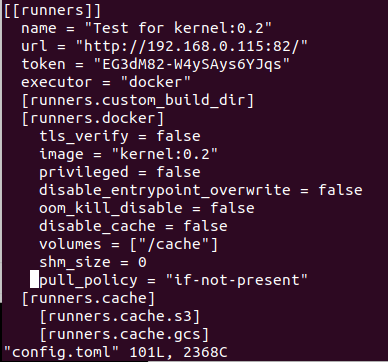 [[runners]]
  name = "Test for kernel:0.2"
  url = "http://192.168.0.115:82/"
  token = "EG3dM82-W4ySAys6YJqs"
  executor = "docker"
  [runners.custom_build_dir]
  [runners.docker]
    tls_verify = false
    image = "kernel:0.2"
    privileged = false
    disable_entrypoint_overwrite = false
    oom_kill_disable = false
    disable_cache = false
    volumes = ["/cache"]
    shm_size = 0
    pull_policy = "if-not-present"
  [runners.cache]
    [runners.cache.s3]
    [runners.cache.gcs]
"config.toml" 101L, 2368C